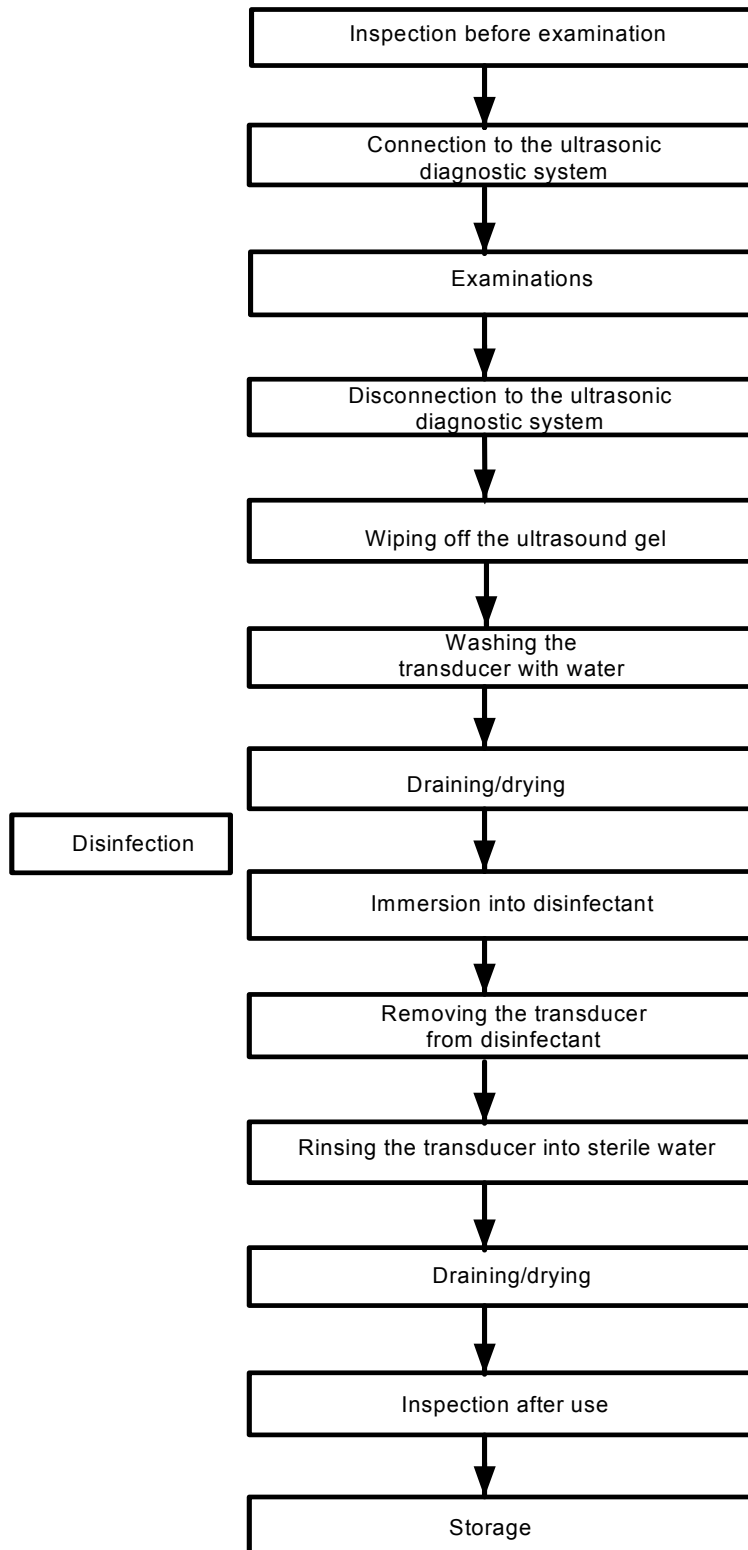 Inspection before examination
Connection to the ultrasonic
diagnostic system
Examinations
Disconnection to the ultrasonic
diagnostic system
Wiping off the ultrasound gel
Washing the
transducer with water
Draining/drying
Disinfection
Immersion into disinfectant
Removing the transducer
from disinfectant
Rinsing the transducer into sterile water
Draining/drying
Inspection after use
Storage